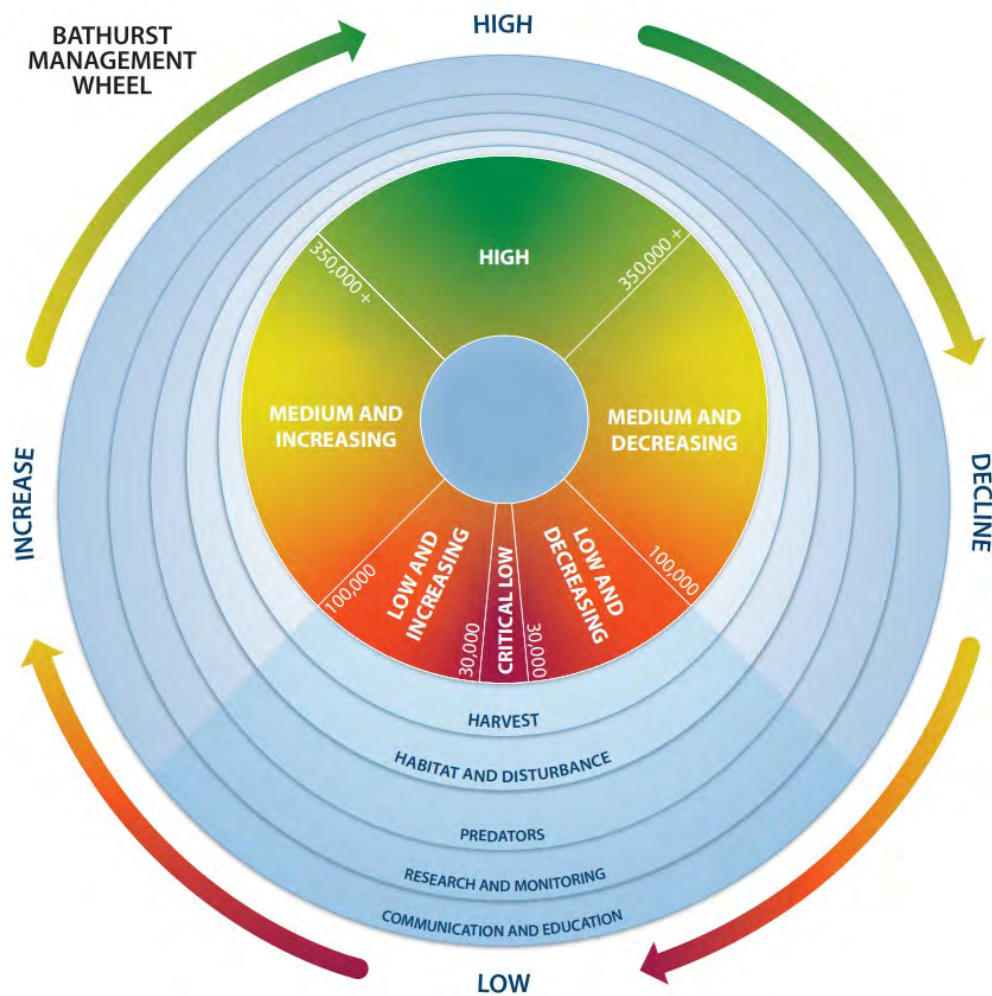 BATHURST
MANAGEMENT
WHEEL
HIGH
HIGH
350,000 +
350,000 +
MEDIUM AND
INCREASING
MEDIUM AND
DECREASING
INCREASE
DECLINE
100,000
LOW AND
INCREASING
30,000
CRITICAL LOW
30,000
LOW AND
DECREASING
100,000
HARVEST
HABITAT AND DISTURBANCE
PREDATORS
RESEARCH AND MONITORING
COMMUNICATION AND EDUCATION
LOW